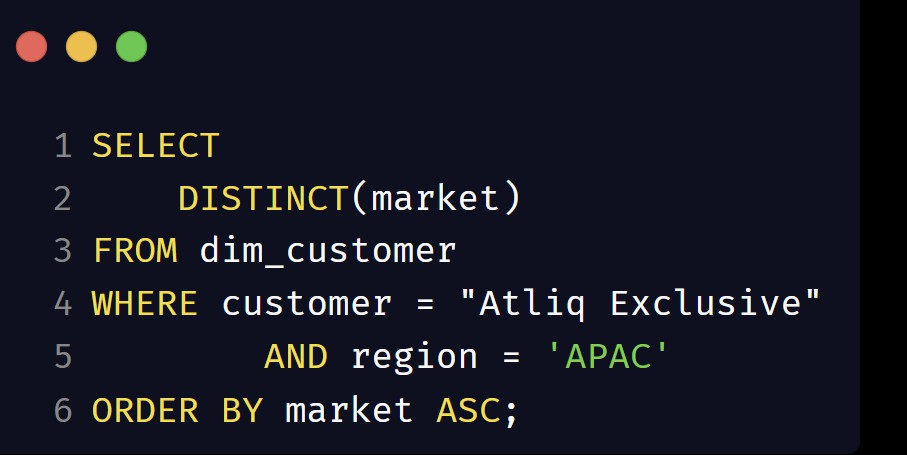 1 SELECT
2     DISTINCT(market)
3 FROM dim_customer
4 WHERE customer = "Atliq Exclusive"
5         AND region = 'APAC'
6 ORDER BY market ASC;